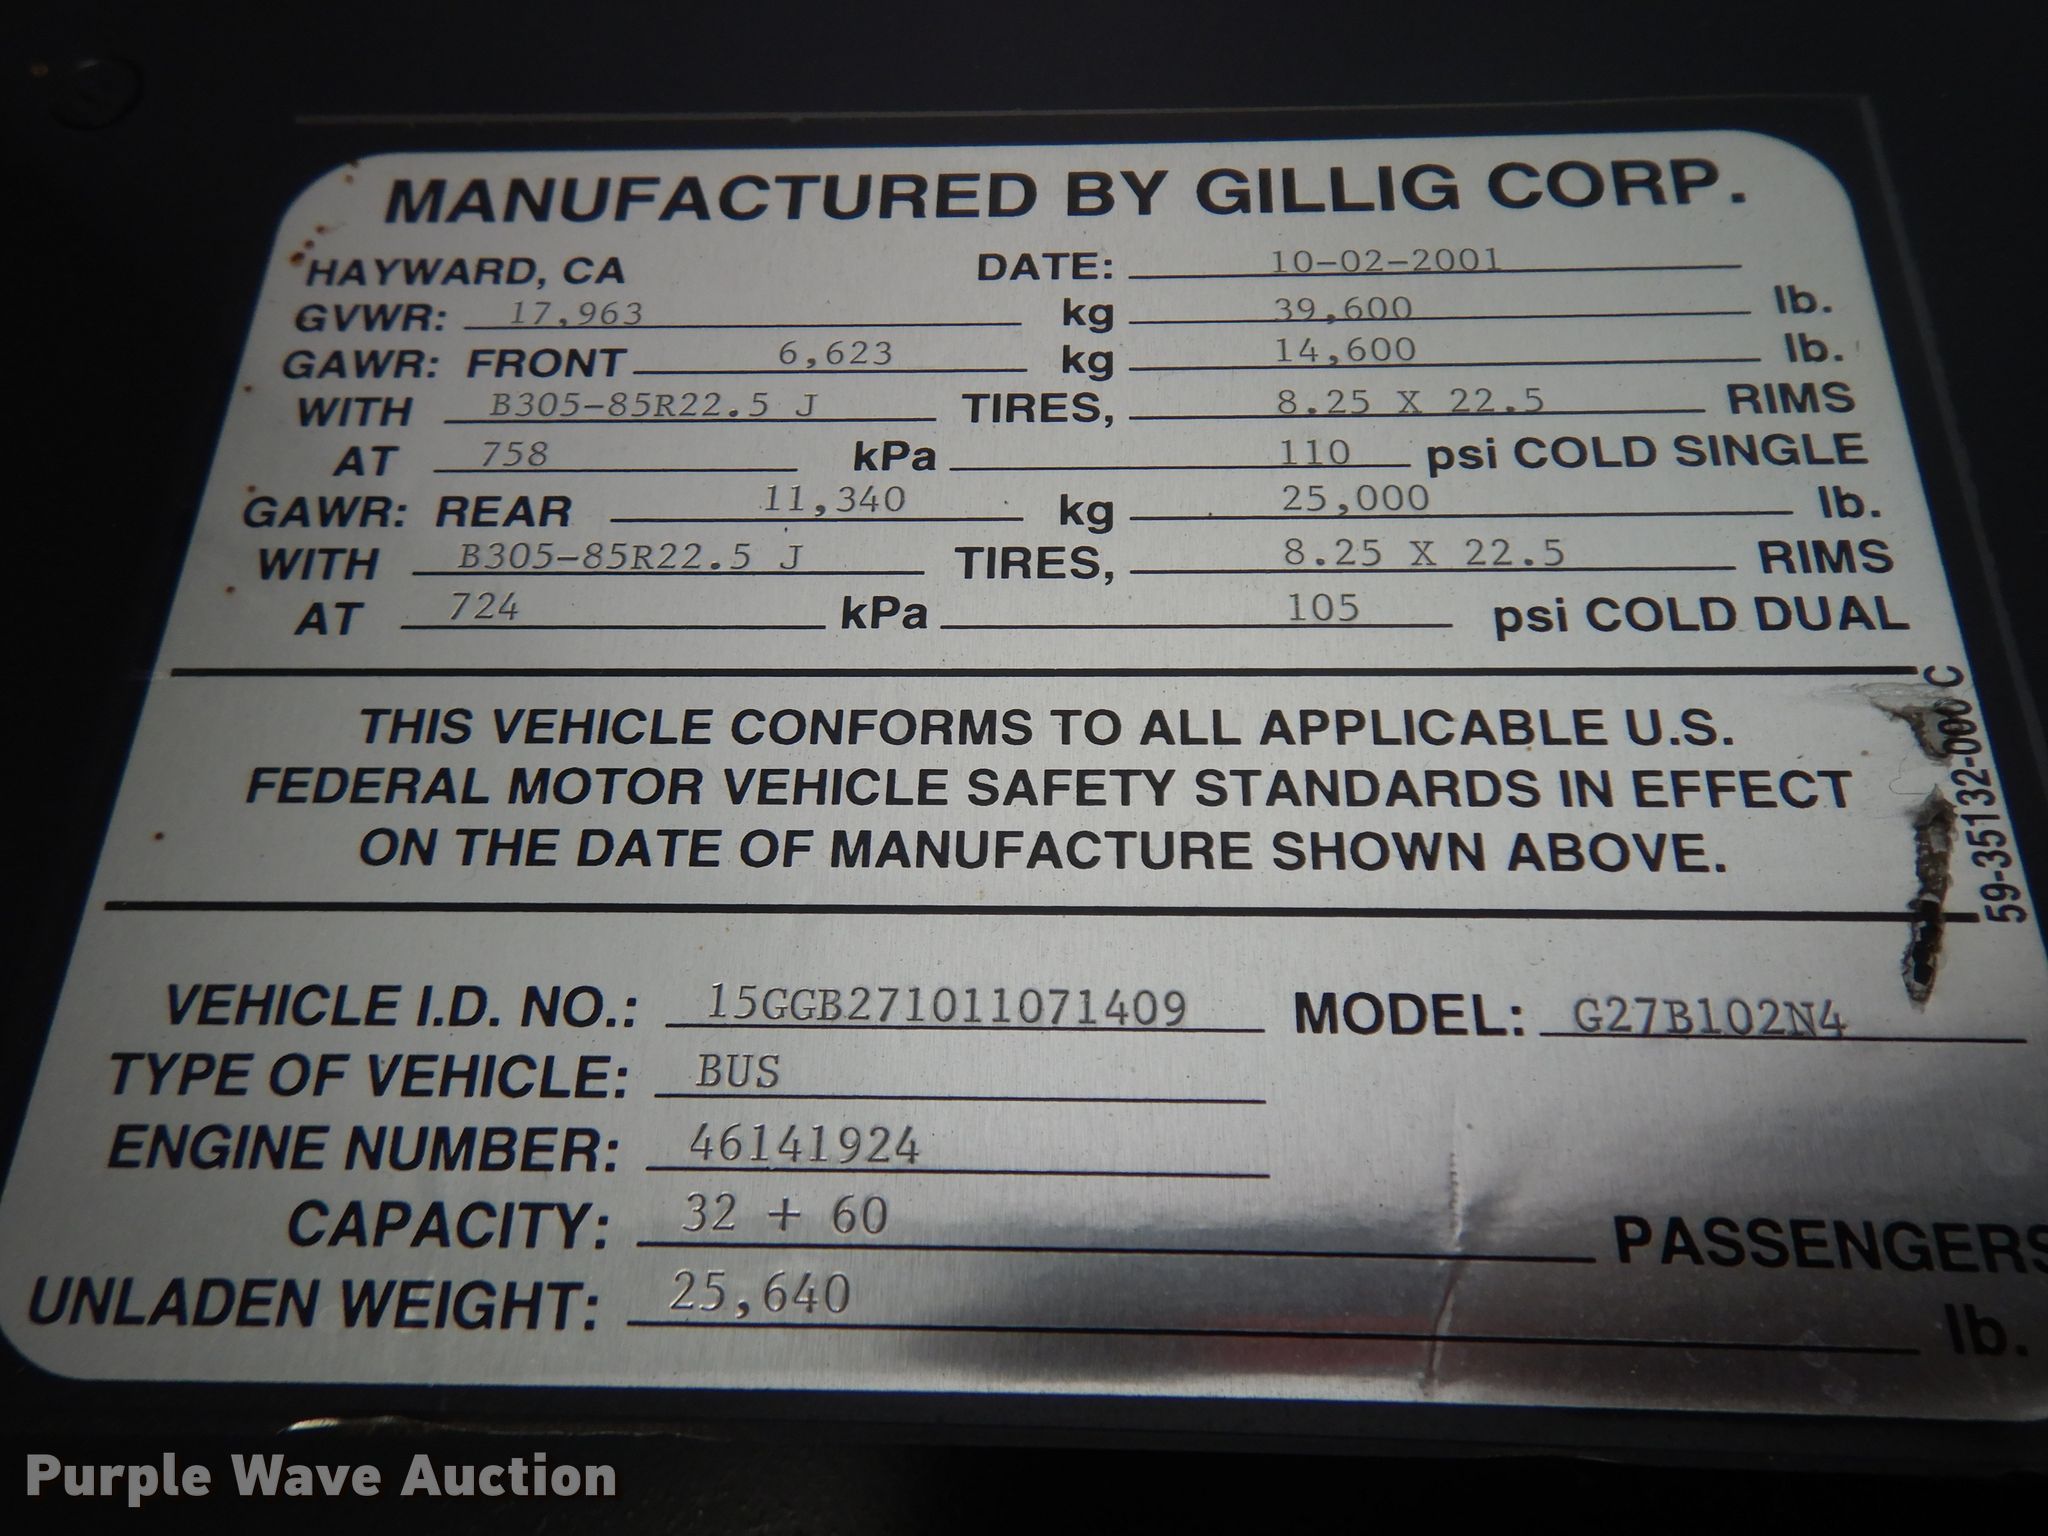 MANUFACTURED BY GILLIG CORP.
HAYWARD, CA DATE: 10-02-2001
GVWR: 17,963 kg 39,600 lb.
GAWR: FRONT 6,623 kg 14,600 lb.
WITH B305-85R22.5 J TIRES, 8.25 X 22.5 RIMS
AT 758 kPa 110 psi COLD SINGLE
GAWR: REAR 11,340 kg 25,000 lb.
WITH B305-85R22.5 J TIRES, 8.25 X 22.5 RIMS
AT 724 kPa 105 psi COLD DUAL
THIS VEHICLE CONFORMS TO ALL APPLICABLE U.S.
FEDERAL MOTOR VEHICLE SAFETY STANDARDS IN EFFECT
ON THE DATE OF MANUFACTURE SHOWN ABOVE.
59-35132-000 C
VEHICLE I.D. NO.: 15GGB271011071409 MODEL: G27B102N4
TYPE OF VEHICLE: BUS
ENGINE NUMBER: 46141924
CAPACITY: 32 + 60 PASSENGERS
UNLADEN WEIGHT: 25,640 lb.
Purple Wave Auction